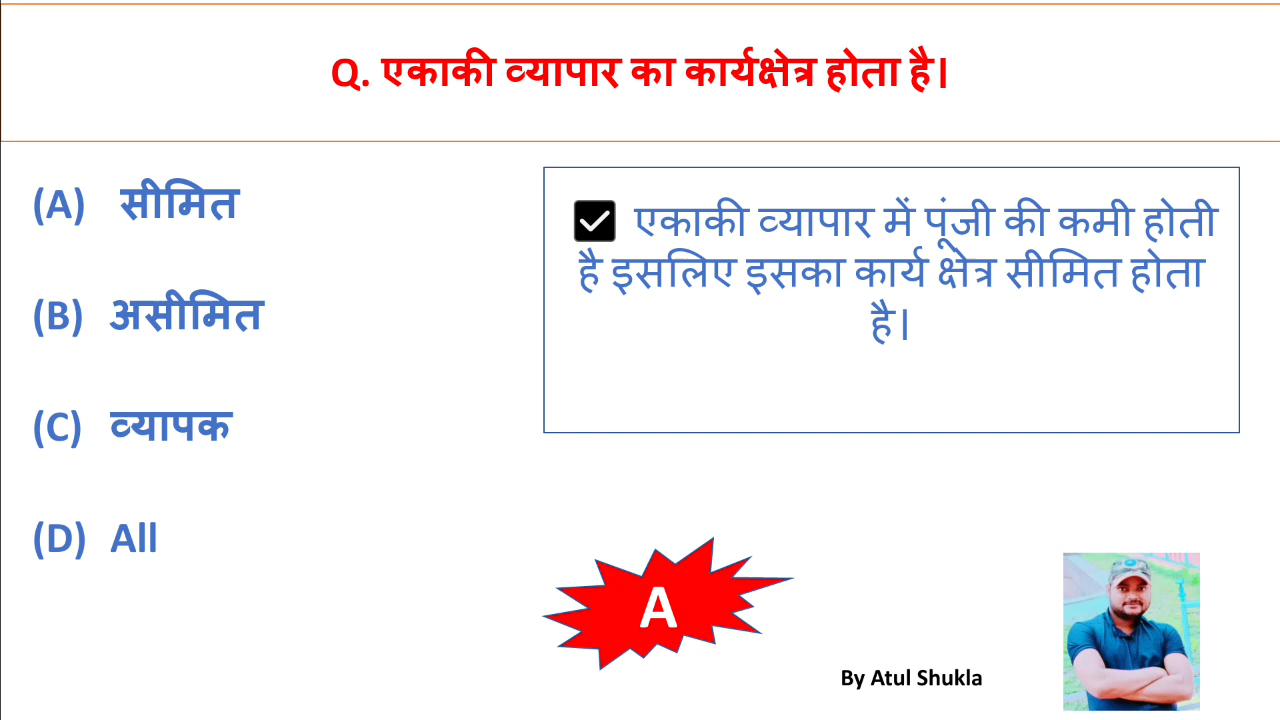 Q. एकाकी व्यापार का कार्यक्षेत्र होता है।
(A) सीमित
(B) असीमित
(C) व्यापक
(D) All
एकाकी व्यापार में पूंजी की कमी होती
है इसलिए इसका कार्य क्षेत्र सीमित होता
है।
A
By Atul Shukla